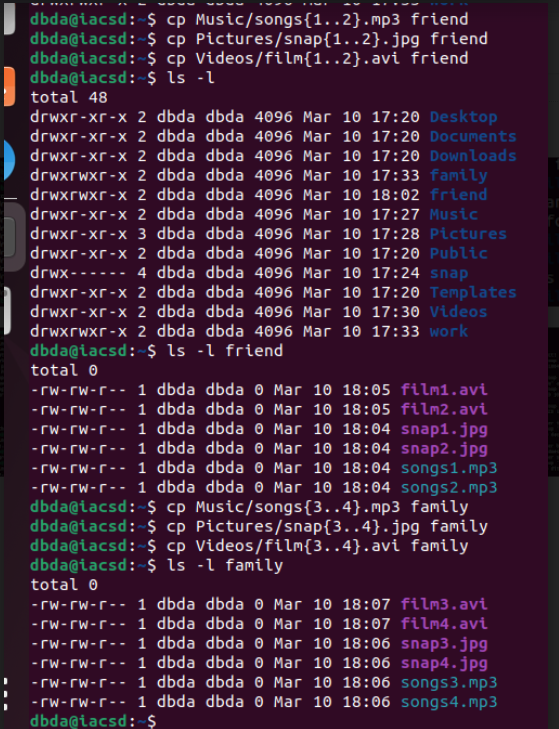 dbda@iacsd:~$ cp Music/songs{1..2}.mp3 friend
dbda@iacsd:~$ cp Pictures/snap{1..2}.jpg friend
dbda@iacsd:~$ cp Videos/film{1..2}.avi friend
dbda@iacsd:~$ ls -l
total 48
drwxr-xr-x 2 dbda dbda 4096 Mar 10 17:20 Desktop
drwxr-xr-x 2 dbda dbda 4096 Mar 10 17:20 Documents
drwxr-xr-x 2 dbda dbda 4096 Mar 10 17:20 Downloads
drwxrwxr-x 2 dbda dbda 4096 Mar 10 17:33 family
drwxrwxr-x 2 dbda dbda 4096 Mar 10 18:02 friend
drwxr-xr-x 2 dbda dbda 4096 Mar 10 17:27 Music
drwxr-xr-x 3 dbda dbda 4096 Mar 10 17:28 Pictures
drwxr-xr-x 2 dbda dbda 4096 Mar 10 17:20 Public
drwx------ 4 dbda dbda 4096 Mar 10 17:24 snap
drwxr-xr-x 2 dbda dbda 4096 Mar 10 17:20 Templates
drwxr-xr-x 2 dbda dbda 4096 Mar 10 17:30 Videos
drwxrwxr-x 2 dbda dbda 4096 Mar 10 17:33 work
dbda@iacsd:~$ ls -l friend
total 0
-rw-rw-r-- 1 dbda dbda 0 Mar 10 18:05 film1.avi
-rw-rw-r-- 1 dbda dbda 0 Mar 10 18:05 film2.avi
-rw-rw-r-- 1 dbda dbda 0 Mar 10 18:04 snap1.jpg
-rw-rw-r-- 1 dbda dbda 0 Mar 10 18:04 snap2.jpg
-rw-rw-r-- 1 dbda dbda 0 Mar 10 18:04 songs1.mp3
-rw-rw-r-- 1 dbda dbda 0 Mar 10 18:04 songs2.mp3
dbda@iacsd:~$ cp Music/songs{3..4}.mp3 family
dbda@iacsd:~$ cp Pictures/snap{3..4}.jpg family
dbda@iacsd:~$ cp Videos/film{3..4}.avi family
dbda@iacsd:~$ ls -l family
total 0
-rw-rw-r-- 1 dbda dbda 0 Mar 10 18:07 film3.avi
-rw-rw-r-- 1 dbda dbda 0 Mar 10 18:07 film4.avi
-rw-rw-r-- 1 dbda dbda 0 Mar 10 18:06 snap3.jpg
-rw-rw-r-- 1 dbda dbda 0 Mar 10 18:06 snap4.jpg
-rw-rw-r-- 1 dbda dbda 0 Mar 10 18:06 songs3.mp3
-rw-rw-r-- 1 dbda dbda 0 Mar 10 18:06 songs4.mp3
dbda@iacsd:~$